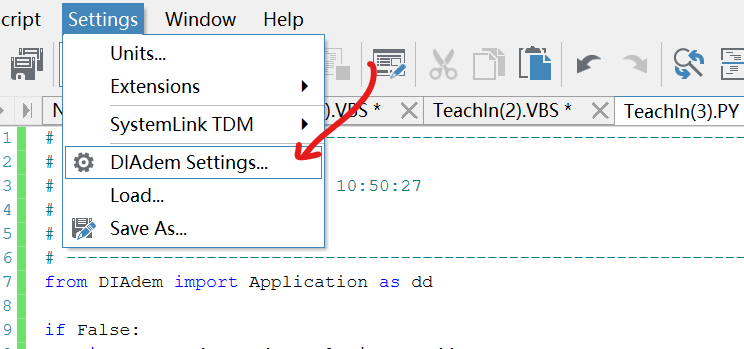 cript Settings Window Help
Units...
Extensions
SystemLink TDM
DIAdem Settings...
Load...
Save As...
N ).VBS * TeachIn(2).VBS * TeachIn(3).PY
1 # --------------------------------------------------
2 #
3 # 10:50:27
4 #
5 #
6 # --------------------------------------------------
7 from DIAdem import Application as dd
8
9 if False: